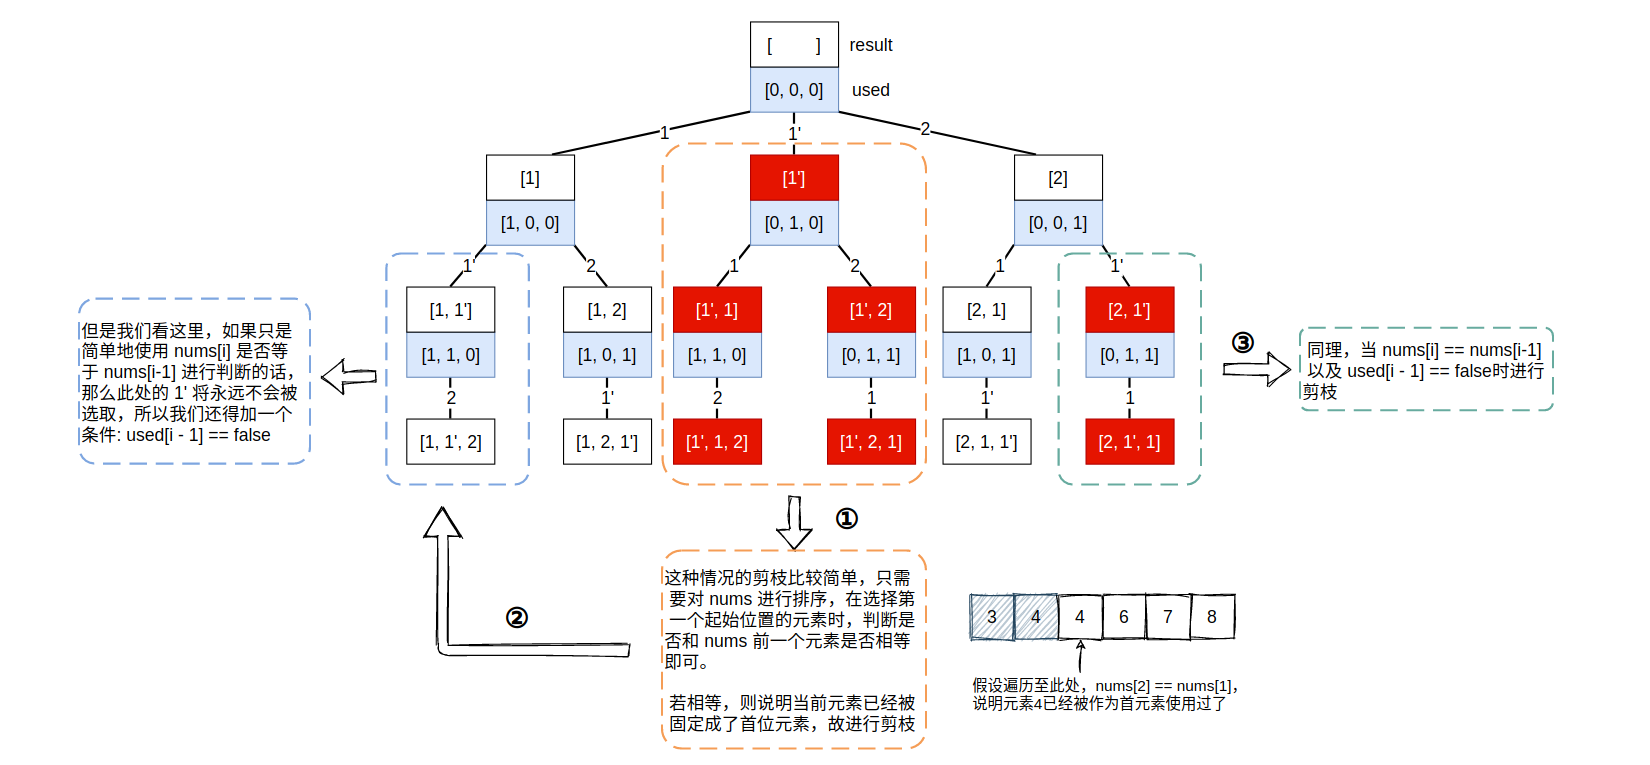 [ ]
result
[0, 0, 0]
used
1
1'
2
[1]
[1']
[2]
[1, 0, 0]
[0, 1, 0]
[0, 0, 1]
1'
2
1
2
1
1'
[1, 1']
[1, 2]
[1', 1]
[1', 2]
[2, 1]
[2, 1']
[1, 1, 0]
[1, 0, 1]
[1, 1, 0]
[0, 1, 1]
[1, 0, 1]
[0, 1, 1]
2
1'
2
1
1'
1
[1, 1', 2]
[1, 2, 1']
[1', 1, 2]
[1', 2, 1]
[2, 1, 1']
[2, 1', 1]
但是我们看这里，如果只是
简单地使用 nums[i] 是否等
于 nums[i-1] 进行判断的话，
那么此处的 1' 将永远不会被
选取，所以我们还得加一个
条件: used[i - 1] == false
③
同理，当 nums[i] == nums[i-1]
以及 used[i - 1] == false时进行
剪枝
①
②
这种情况的剪枝比较简单，只需
要对 nums 进行排序，在选择第
一个起始位置的元素时，判断是
否和 nums 前一个元素是否相等
即可。
若相等，则说明当前元素已经被
固定成了首位元素，故进行剪枝
3
4
4
6
7
8
假设遍历至此处，nums[2] == nums[1]，
说明元素4已经被作为首元素使用过了